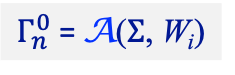 Γ⁰ₙ = 𝓐(Σ, Wᵢ)